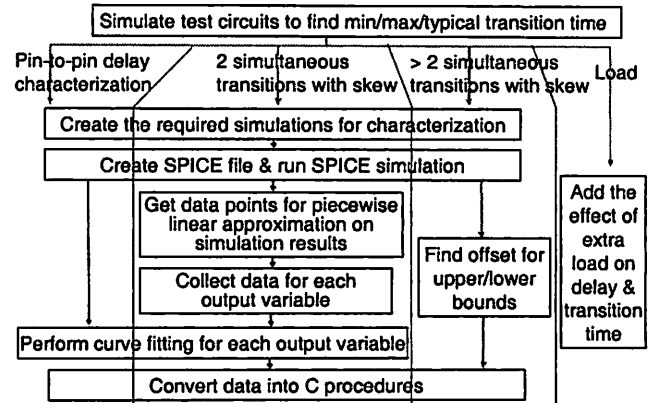 Simulate test circuits to find min/max/typical transition time
Pin-to-pin delay
characterization
2 simultaneous
transitions with skew
> 2 simultaneous
transitions with skew
Load
Create the required simulations for characterization
Create SPICE file & run SPICE simulation
Get data points for piecewise
linear approximation on
simulation results
Collect data for each
output variable
Find offset for
upper/lower
bounds
Add the
effect of
extra
load on
delay &
transition
time
Perform curve fitting for each output variable
Convert data into C procedures